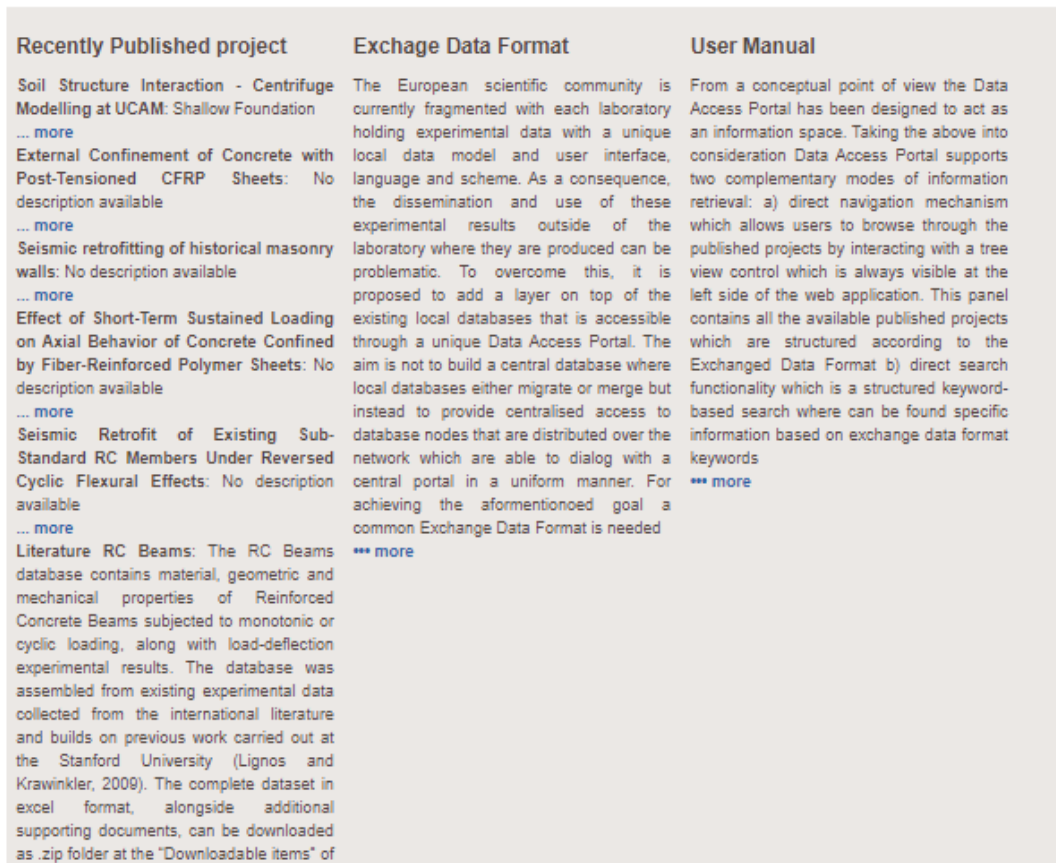 Recently Published project
Soil Structure Interaction - Centrifuge
Modelling at UCAM: Shallow Foundation
... more
External Confinement of Concrete with
Post-Tensioned CFRP Sheets: No
description available
... more
Seismic retrofitting of historical masonry
walls: No description available
... more
Effect of Short-Term Sustained Loading
on Axial Behavior of Concrete Confined
by Fiber-Reinforced Polymer Sheets: No
description available
... more
Seismic Retrofit of Existing Sub-
Standard RC Members Under Reversed
Cyclic Flexural Effects: No description
available
... more
Literature RC Beams: The RC Beams
database contains material, geometric and
mechanical properties of Reinforced
Concrete Beams subjected to monotonic or
cyclic loading, along with load-deflection
experimental results. The database was
assembled from existing experimental data
collected from the international literature
and builds on previous work carried out at
the Stanford University (Lignos and
Krawinkler, 2009). The complete dataset in
excel format, alongside additional
supporting documents, can be downloaded
as .zip folder at the "Downloadable items" of
Exchage Data Format
The European scientific community is
currently fragmented with each laboratory
holding experimental data with a unique
local data model and user interface,
language and scheme. As a consequence,
the dissemination and use of these
experimental results outside of the
laboratory where they are produced can be
problematic. To overcome this, it is
proposed to add a layer on top of the
existing local databases that is accessible
through a unique Data Access Portal. The
aim is not to build a central database where
local databases either migrate or merge but
instead to provide centralised access to
database nodes that are distributed over the
network which are able to dialog with a
central portal in a uniform manner. For
achieving the aformentionoed goal a
common Exchange Data Format is needed
••• more
User Manual
From a conceptual point of view the Data
Access Portal has been designed to act as
an information space. Taking the above into
consideration Data Access Portal supports
two complementary modes of information
retrieval: a) direct navigation mechanism
which allows users to browse through the
published projects by interacting with a tree
view control which is always visible at the
left side of the web application. This panel
contains all the available published projects
which are structured according to the
Exchanged Data Format b) direct search
functionality which is a structured keyword-
based search where can be found specific
information based on exchange data format
keywords
••• more